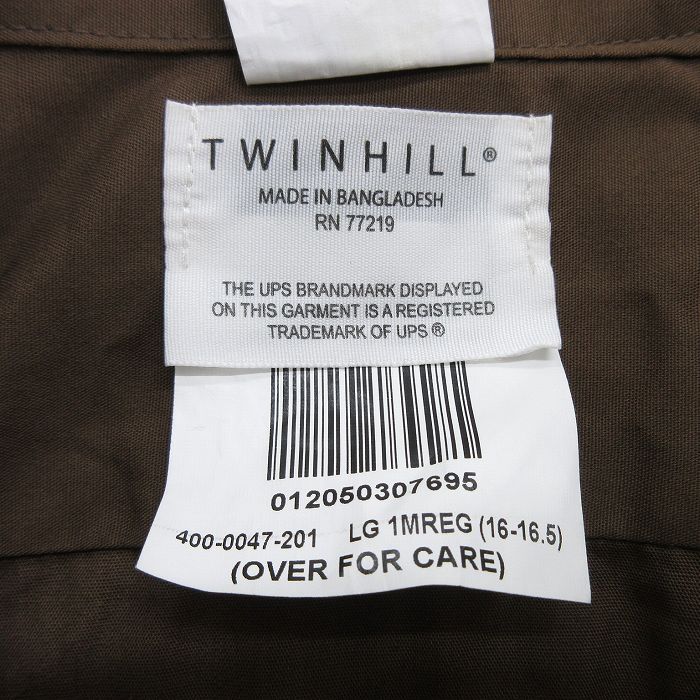 TWINHILL®
MADE IN BANGLADESH
RN 77219
THE UPS BRANDMARK DISPLAYED
ON THIS GARMENT IS A REGISTERED
TRADEMARK OF UPS ®
012050307695
400-0047-201 LG 1MREG (16-16.5)
(OVER FOR CARE)